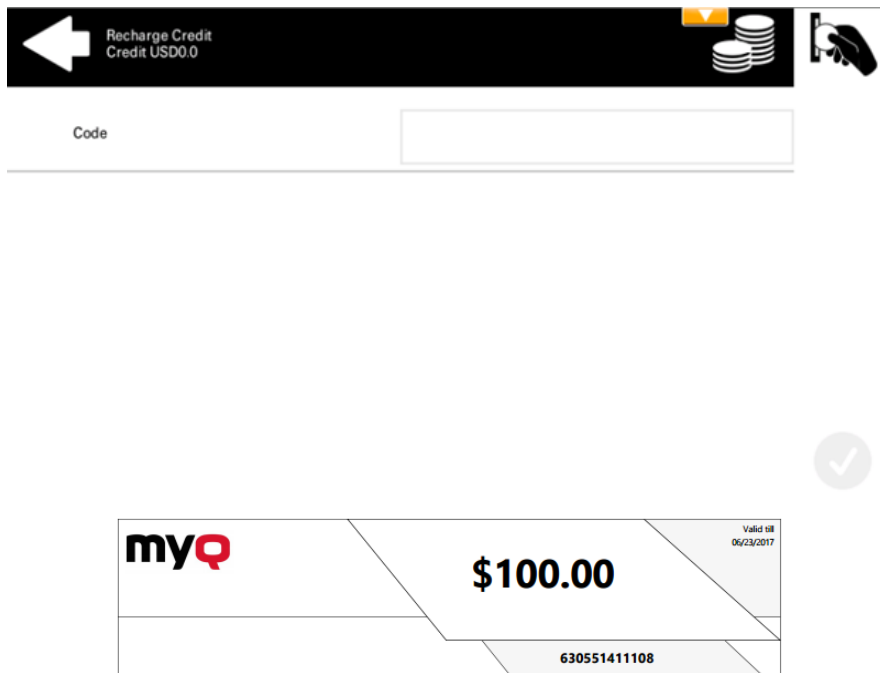 Recharge Credit
Credit USD0.0
Code
myQ
$100.00
Valid till
06/23/2017
630551411108